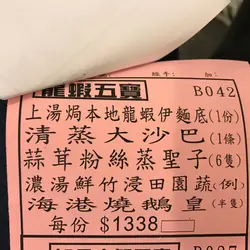 龍蝦五寶 B042
上湯焗本地龍蝦伊麵底(1份)
清蒸大沙巴(1條)
蒜茸粉絲蒸聖子(6隻)
濃湯鮮竹浸田園蔬(例)
海港燒鵝皇(半隻)
每份 $1338
B027